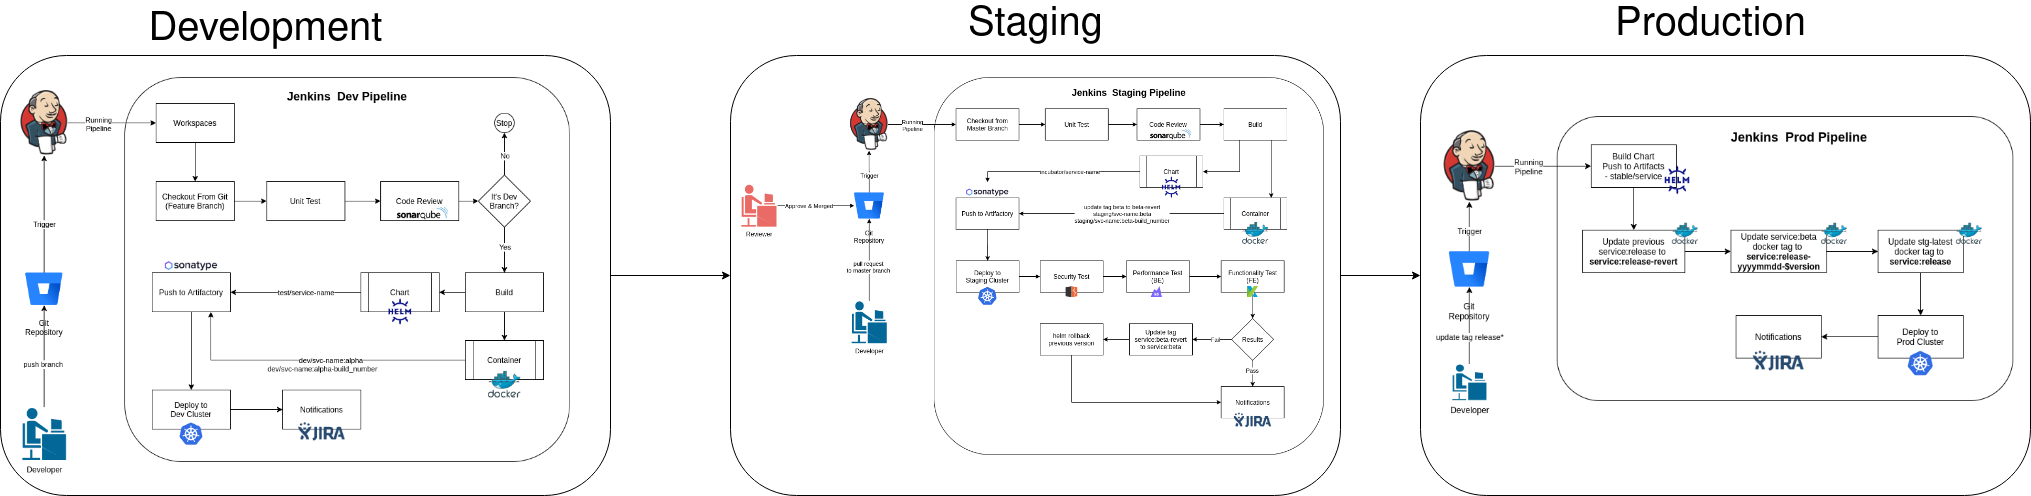 Development
Jenkins Dev Pipeline
Running
Pipeline
Workspaces
Stop
No
Checkout From Git
(Feature Branch)
Unit Test
Code Review
sonarqube
It's Dev
Branch?
Trigger
Yes
sonatype
Push to Artifactory
test/service-name
Chart
HELM
Build
Git
Repository
push branch
dev/svc-name:alpha
dev/svc-name:alpha-build_number
Container
docker
Deploy to
Dev Cluster
Notifications
JIRA
Developer
Staging
Jenkins Staging Pipeline
Running
Pipeline
Checkout from
Master Branch
Unit Test
Code Review
sonarqube
Build
Trigger
incubator/service-name
Chart
HELM
sonatype
Approve & Merged
Reviewer
Push to Artifactory
update tag beta to beta-revert
staging/svc-name:beta
staging/svc-name:beta-build_number
Container
docker
Git
Repository
pull request
to master branch
Deploy to
Staging Cluster
Security Test
Performance Test
(BE)
Functionality Test
(FE)
helm rollback
previous version
Update tag
service:beta-revert
to service:beta
Fail
Results
Developer
Pass
Notifications
JIRA
Production
Jenkins Prod Pipeline
Running
Pipeline
Build Chart
Push to Artifacts
- stable/service
HELM
Trigger
Update previous
service:release to
service:release-revert
Update service:beta
docker tag to
service:release-
yyyymmdd-$version
Update stg-latest
docker tag to
service:release
docker
docker
docker
Git
Repository
update tag release*
Notifications
JIRA
Deploy to
Prod Cluster
Developer